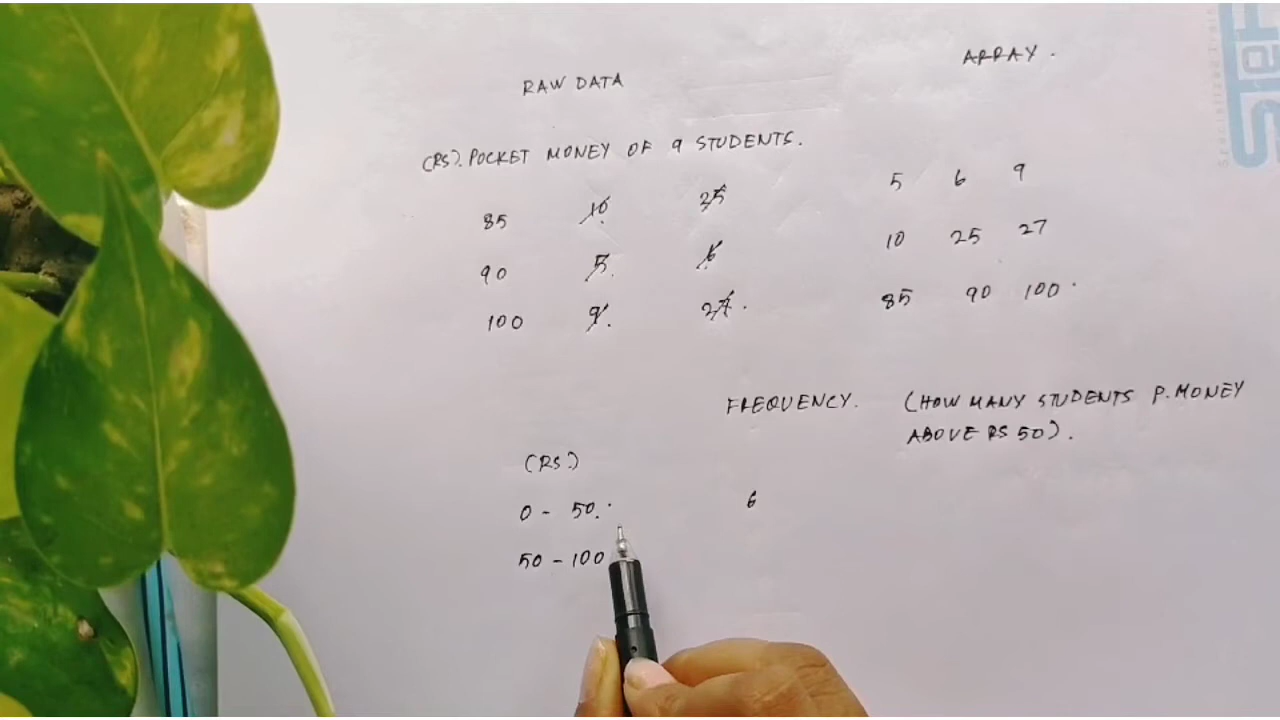 RAW DATA
ARRAY.
(RS). POCKET MONEY OF 9 STUDENTS.
85 10 25
90 5. 6
100 9. 27.
5 6 9
10 25 27
85 90 100.
FREQUENCY. (HOW MANY STUDENTS P. MONEY
ABOVE RS 50).
(RS.)
0 - 50. 6
50 - 100